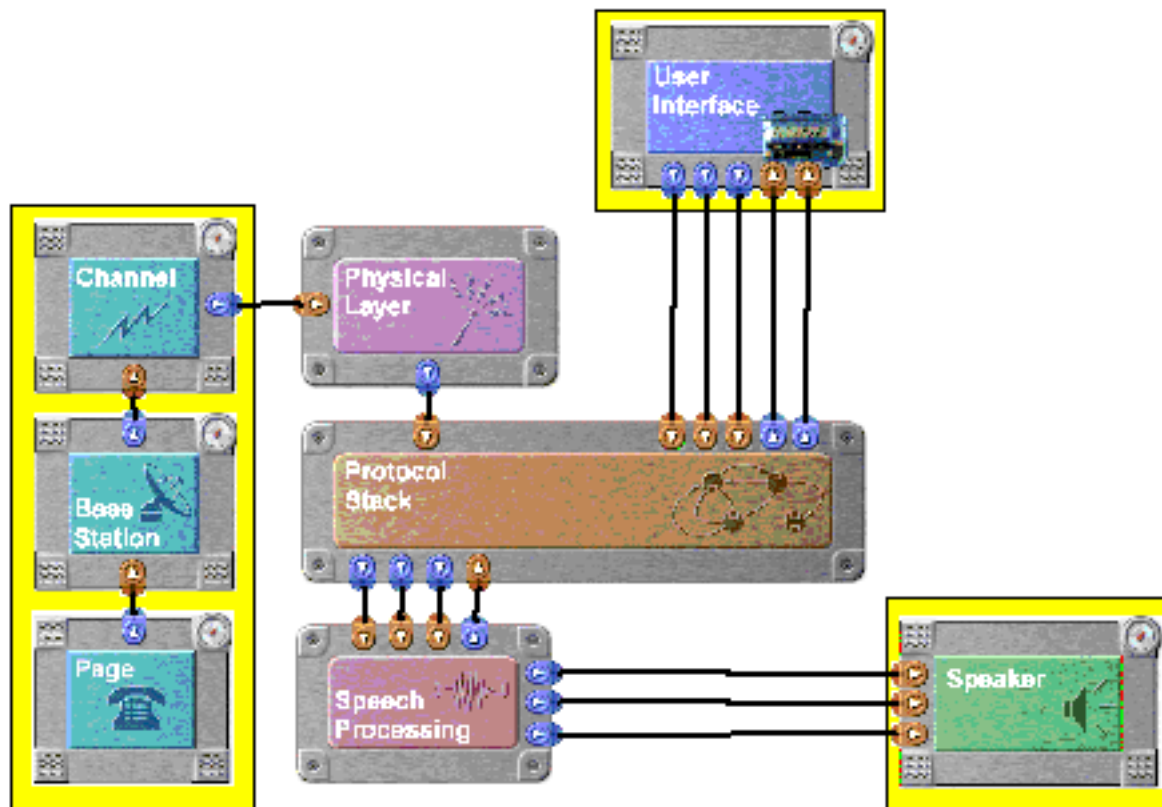 User
Interface
Channel
Physical
Layer
Base
Station
Protocol
Stack
Page
Speech
Processing
Speaker